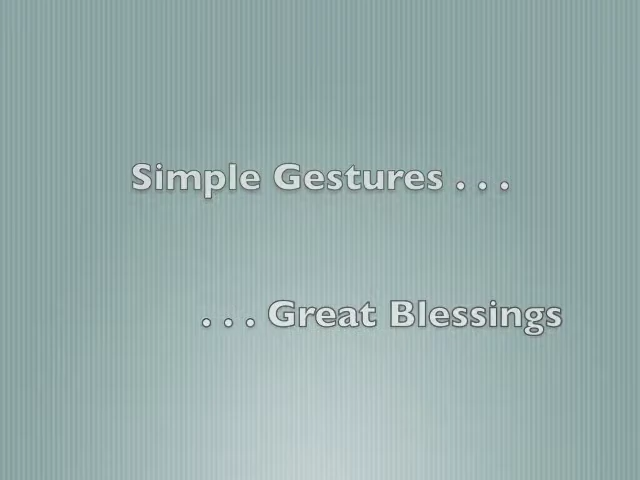 Simple Gestures . . .
. . . Great Blessings